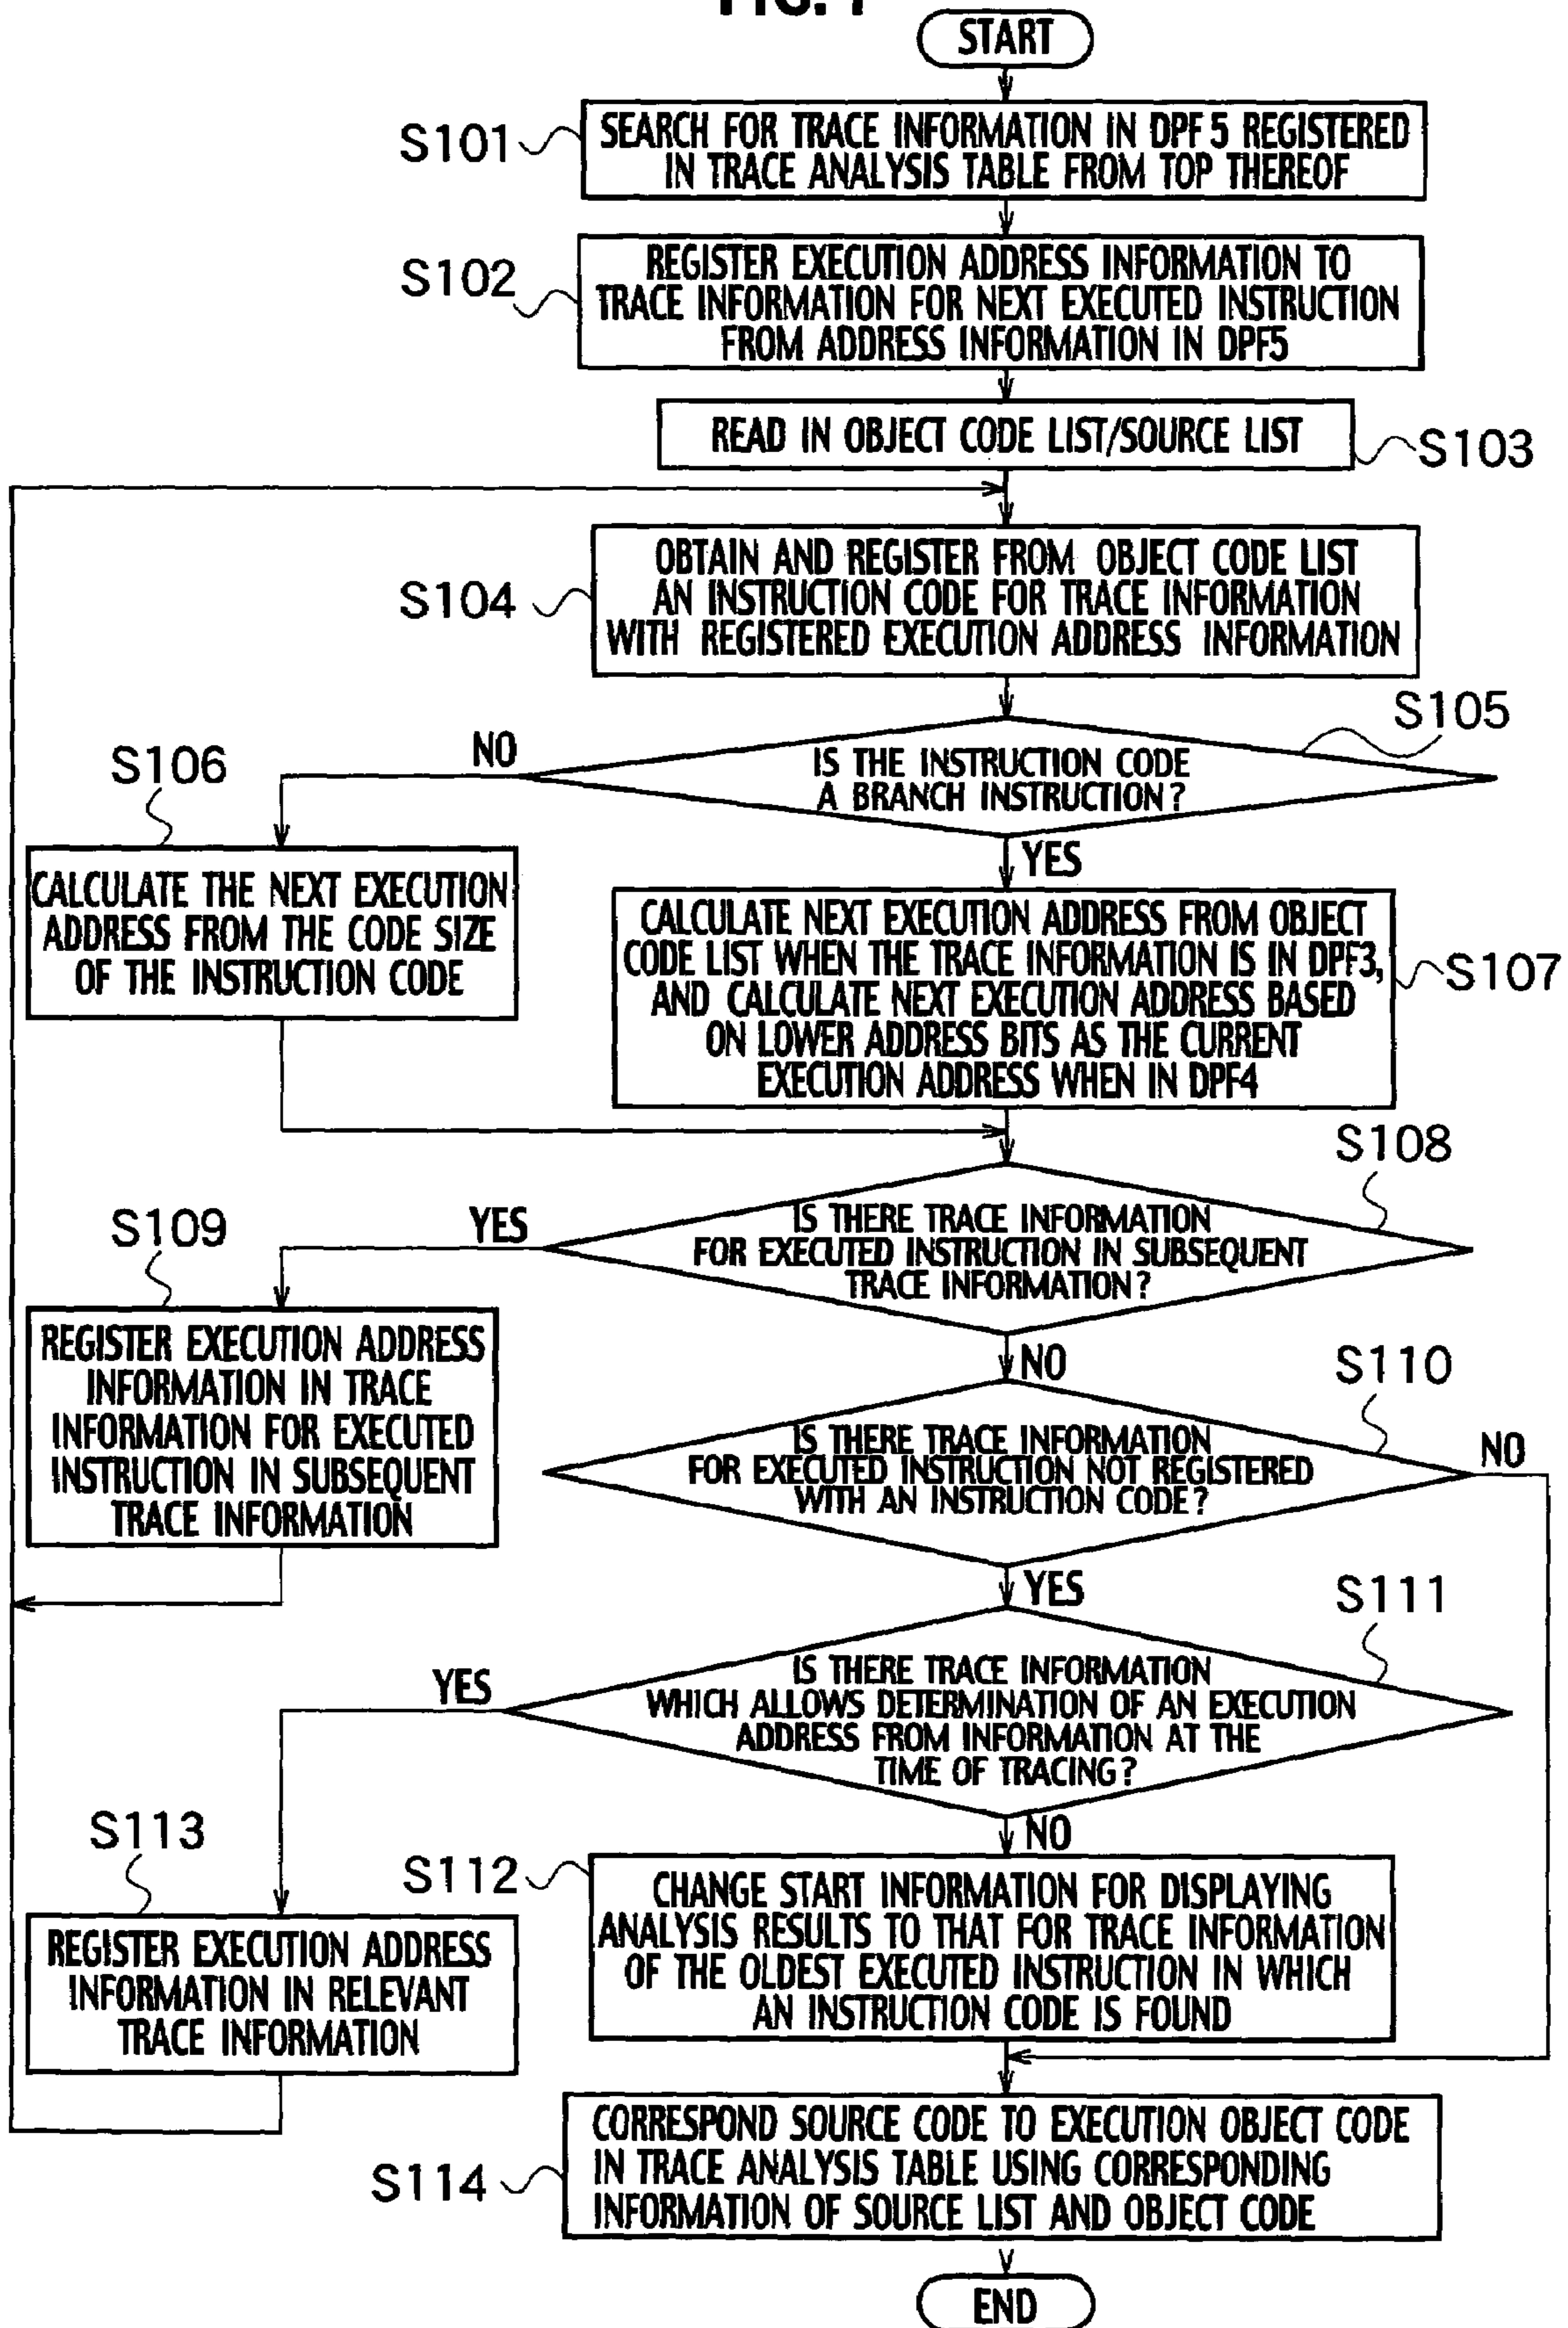 START
S101
SEARCH FOR TRACE INFORMATION IN DPF 5 REGISTERED
IN TRACE ANALYSIS TABLE FROM TOP THEREOF
S102
REGISTER EXECUTION ADDRESS INFORMATION TO
TRACE INFORMATION FOR NEXT EXECUTED INSTRUCTION
FROM ADDRESS INFORMATION IN DPF5
READ IN OBJECT CODE LIST/SOURCE LIST
S103
OBTAIN AND REGISTER FROM OBJECT CODE LIST
AN INSTRUCTION CODE FOR TRACE INFORMATION
WITH REGISTERED EXECUTION ADDRESS INFORMATION
S104
S105
IS THE INSTRUCTION CODE
A BRANCH INSTRUCTION?
NO
YES
S106
CALCULATE THE NEXT EXECUTION
ADDRESS FROM THE CODE SIZE
OF THE INSTRUCTION CODE
CALCULATE NEXT EXECUTION ADDRESS FROM OBJECT
CODE LIST WHEN THE TRACE INFORMATION IS IN DPF3,
AND CALCULATE NEXT EXECUTION ADDRESS BASED
ON LOWER ADDRESS BITS AS THE CURRENT
EXECUTION ADDRESS WHEN IN DPF4
S107
S108
IS THERE TRACE INFORMATION
FOR EXECUTED INSTRUCTION IN SUBSEQUENT
TRACE INFORMATION?
YES
NO
S109
REGISTER EXECUTION ADDRESS
INFORMATION IN TRACE
INFORMATION FOR EXECUTED
INSTRUCTION IN SUBSEQUENT
TRACE INFORMATION
S110
IS THERE TRACE INFORMATION
FOR EXECUTED INSTRUCTION NOT REGISTERED
WITH AN INSTRUCTION CODE?
NO
YES
S111
IS THERE TRACE INFORMATION
WHICH ALLOWS DETERMINATION OF AN EXECUTION
ADDRESS FROM INFORMATION AT THE
TIME OF TRACING?
YES
NO
S113
REGISTER EXECUTION ADDRESS
INFORMATION IN RELEVANT
TRACE INFORMATION
S112
CHANGE START INFORMATION FOR DISPLAYING
ANALYSIS RESULTS TO THAT FOR TRACE INFORMATION
OF THE OLDEST EXECUTED INSTRUCTION IN WHICH
AN INSTRUCTION CODE IS FOUND
S114
CORRESPOND SOURCE CODE TO EXECUTION OBJECT CODE
IN TRACE ANALYSIS TABLE USING CORRESPONDING
INFORMATION OF SOURCE LIST AND OBJECT CODE
END